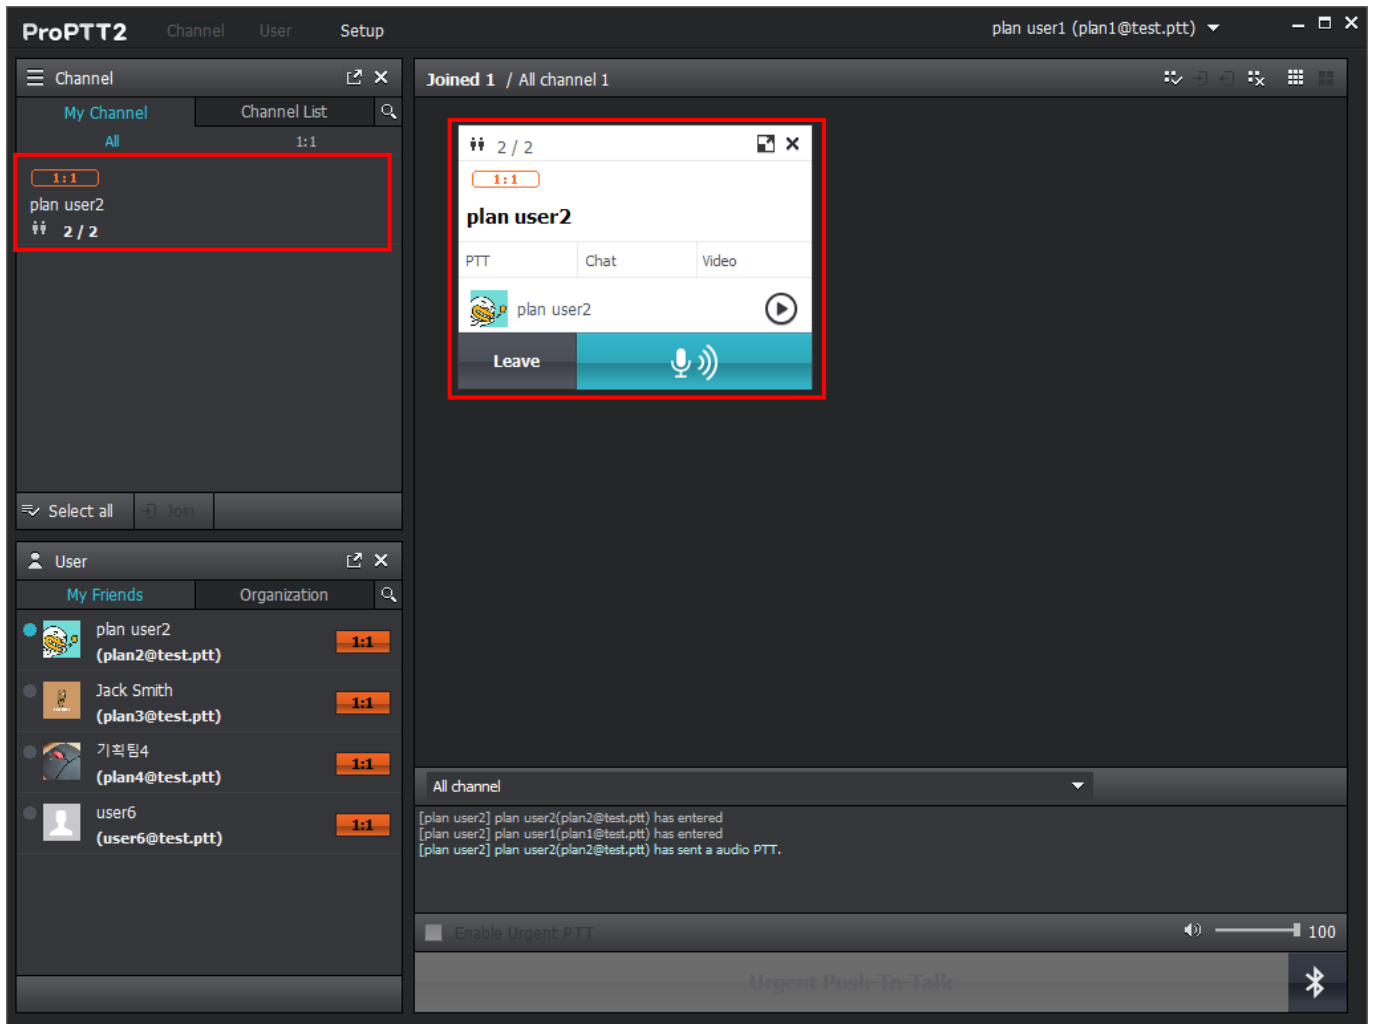 ProPTT2 Channel User Setup plan user1 (plan1@test.ptt)
Channel
My Channel Channel List
All 1:1
1:1
plan user2
2 / 2
Select all Join
User
My Friends Organization
plan user2
(plan2@test.ptt) 1:1
Jack Smith
(plan3@test.ptt) 1:1
기획팀4
(plan4@test.ptt) 1:1
user6
(user6@test.ptt) 1:1
Joined 1 / All channel 1
2 / 2
1:1
plan user2
PTT Chat Video
plan user2
Leave
All channel
[plan user2] plan user2(plan2@test.ptt) has entered
[plan user2] plan user1(plan1@test.ptt) has entered
[plan user2] plan user2(plan2@test.ptt) has sent a audio PTT.
Enable Urgent PTT 100
Urgent Push-To-Talk